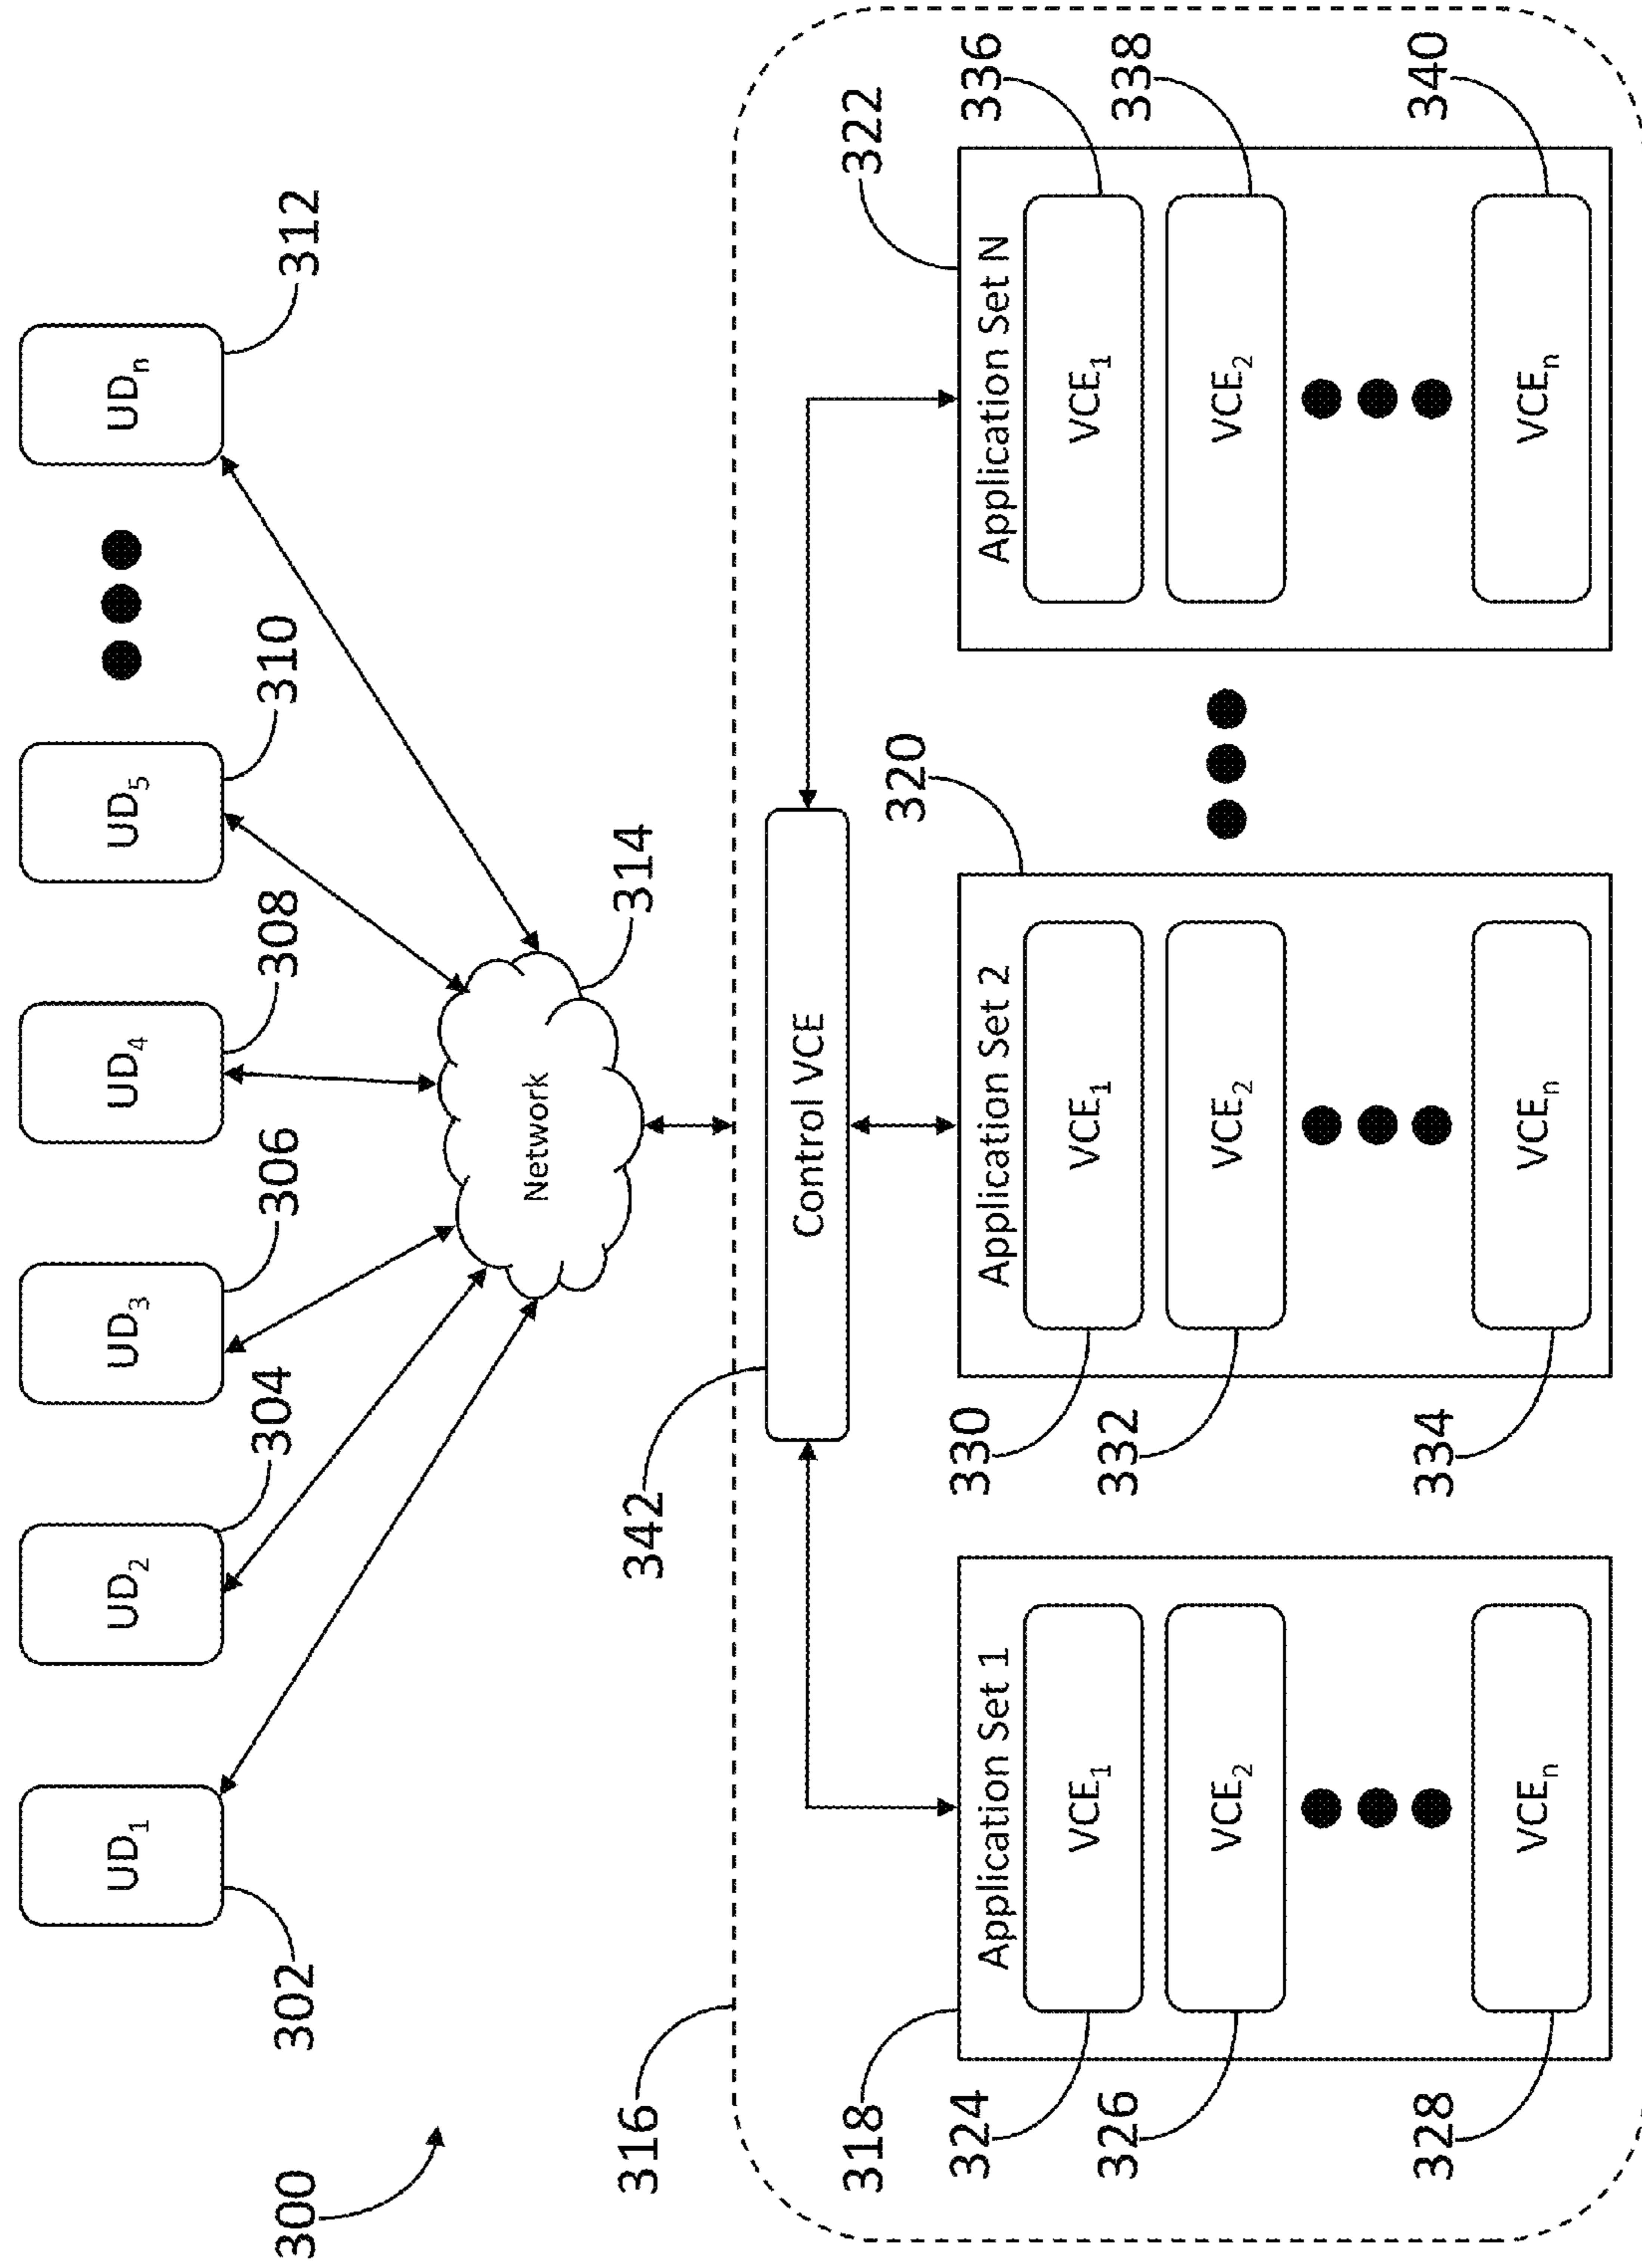 300
302
UD1
304
UD2
306
UD3
308
UD4
310
UD5
312
UDn
314
Network
316
342
Control VCE
318
Application Set 1
324
VCE1
326
VCE2
328
VCEn
320
Application Set 2
330
VCE1
332
VCE2
334
VCEn
322
Application Set N
336
VCE1
338
VCE2
340
VCEn